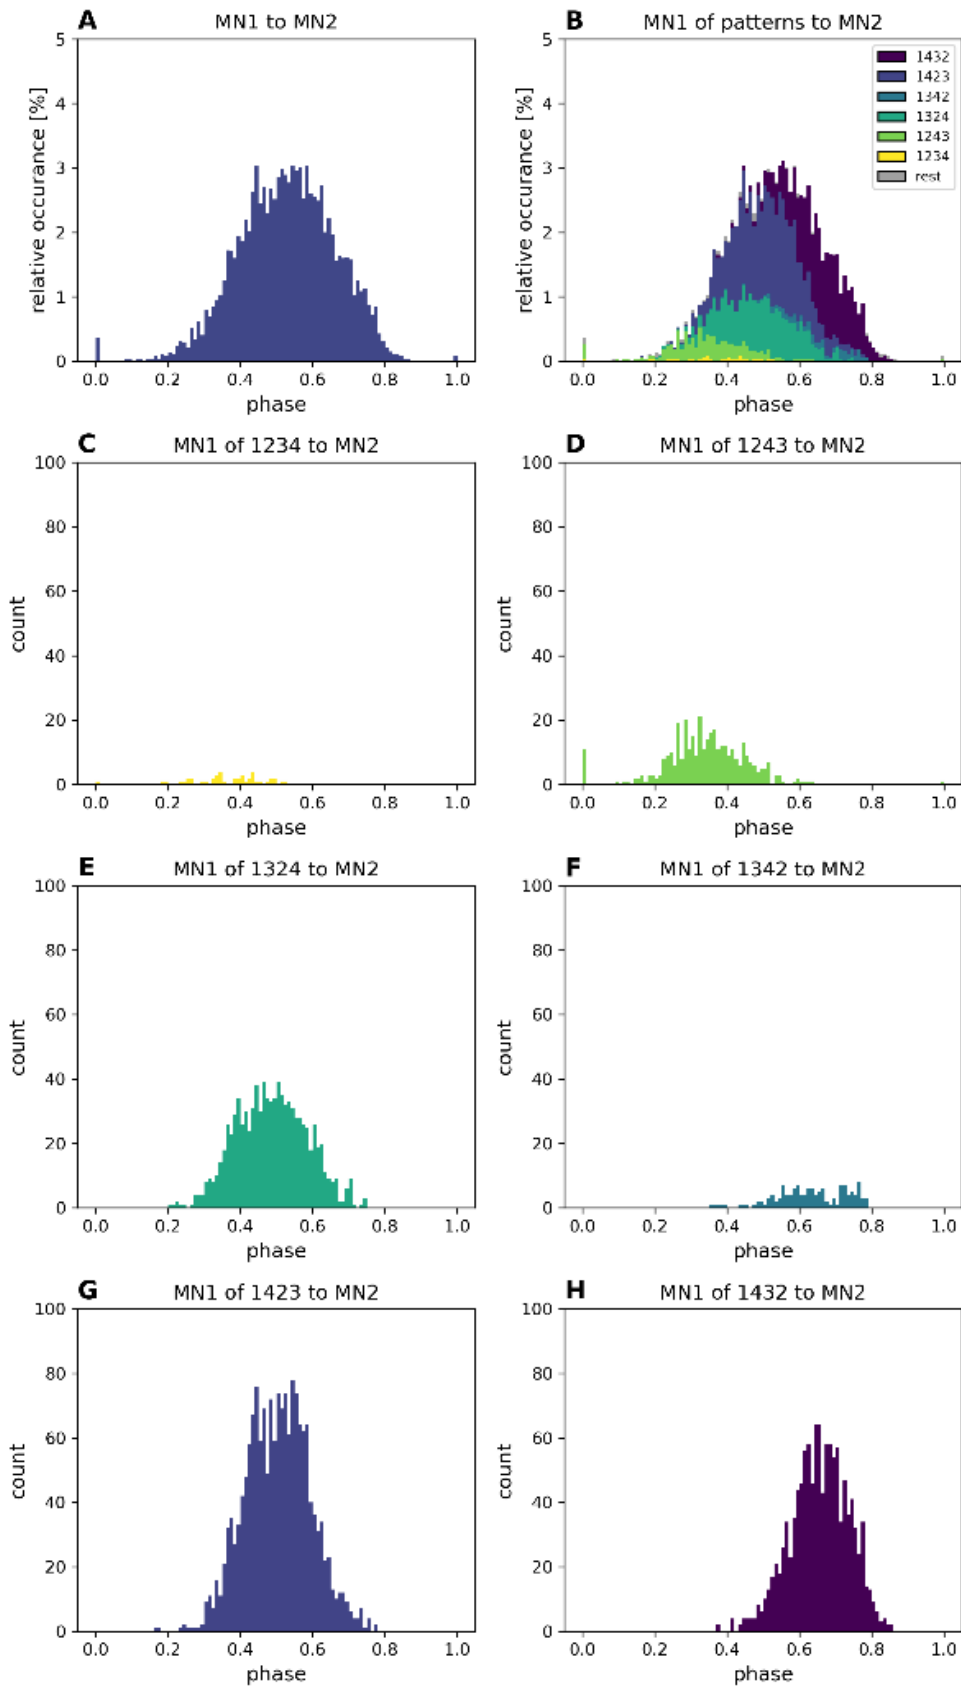 A MN1 to MN2
5
4
3
2
1
0
relative occurance [%]
0.0 0.2 0.4 0.6 0.8 1.0
phase
B MN1 of patterns to MN2
5
4
3
2
1
0
relative occurance [%]
1432
1423
1342
1324
1243
1234
rest
0.0 0.2 0.4 0.6 0.8 1.0
phase
C MN1 of 1234 to MN2
100
80
60
40
20
0
count
0.0 0.2 0.4 0.6 0.8 1.0
phase
D MN1 of 1243 to MN2
100
80
60
40
20
0
count
0.0 0.2 0.4 0.6 0.8 1.0
phase
E MN1 of 1324 to MN2
100
80
60
40
20
0
count
0.0 0.2 0.4 0.6 0.8 1.0
phase
F MN1 of 1342 to MN2
100
80
60
40
20
0
count
0.0 0.2 0.4 0.6 0.8 1.0
phase
G MN1 of 1423 to MN2
100
80
60
40
20
0
count
0.0 0.2 0.4 0.6 0.8 1.0
phase
H MN1 of 1432 to MN2
100
80
60
40
20
0
count
0.0 0.2 0.4 0.6 0.8 1.0
phase